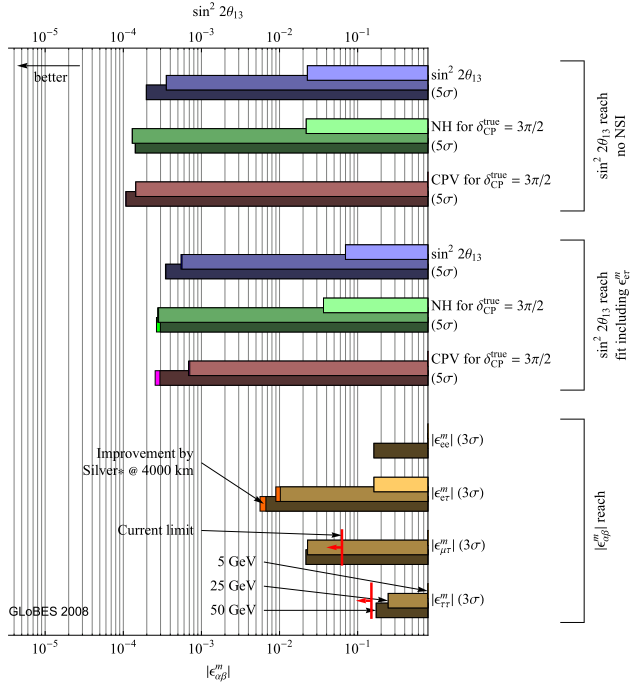 sin² 2θ₁₃
10⁻⁵ 10⁻⁴ 10⁻³ 10⁻² 10⁻¹
better
sin² 2θ₁₃
(5σ)
NH for δ_CP^true = 3π/2
(5σ)
CPV for δ_CP^true = 3π/2
(5σ)
sin² 2θ₁₃ reach
no NSI
sin² 2θ₁₃
(5σ)
NH for δ_CP^true = 3π/2
(5σ)
CPV for δ_CP^true = 3π/2
(5σ)
sin² 2θ₁₃ reach
fit including ϵ_eτ^m
|ϵ_ee^m| (3σ)
Improvement by
Silver* @ 4000 km
|ϵ_eτ^m| (3σ)
Current limit
|ϵ_μτ^m| (3σ)
5 GeV
25 GeV
50 GeV
|ϵ_ττ^m| (3σ)
|ϵ_αβ^m| reach
GLoBES 2008
10⁻⁵ 10⁻⁴ 10⁻³ 10⁻² 10⁻¹
|ϵ_αβ^m|